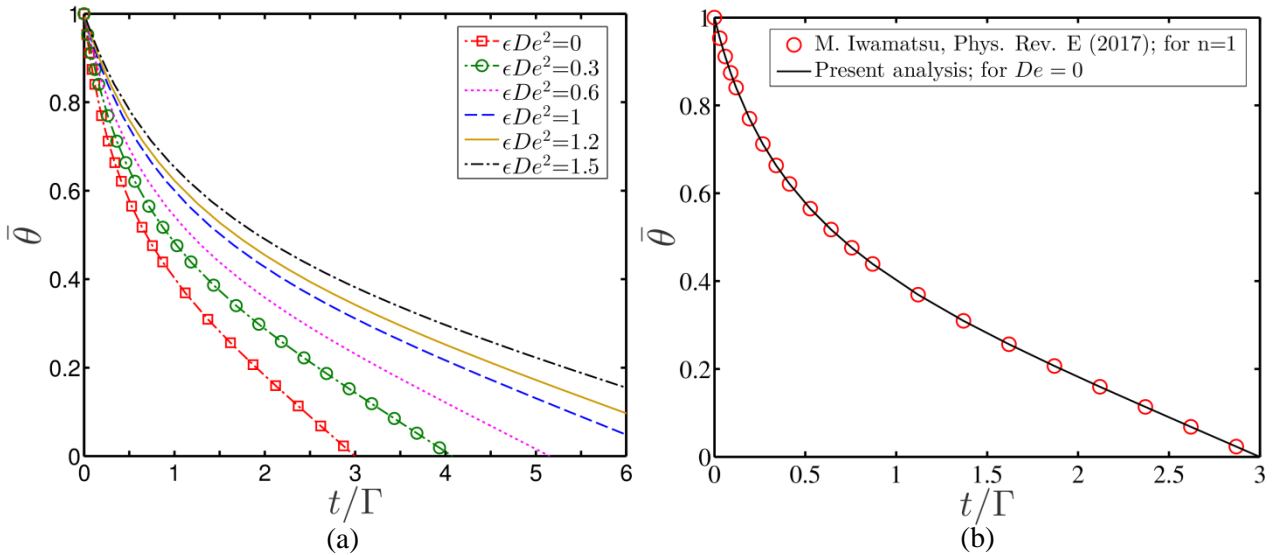 1
0.8
0.6
0.4
0.2
0
θ̄
0 1 2 3 4 5 6
t/Γ
ϵDe²=0
ϵDe²=0.3
ϵDe²=0.6
ϵDe²=1
ϵDe²=1.2
ϵDe²=1.5
(a)
1
0.8
0.6
0.4
0.2
0
θ̄
0 0.5 1 1.5 2 2.5 3
t/Γ
M. Iwamatsu, Phys. Rev. E (2017); for n=1
Present analysis; for De = 0
(b)